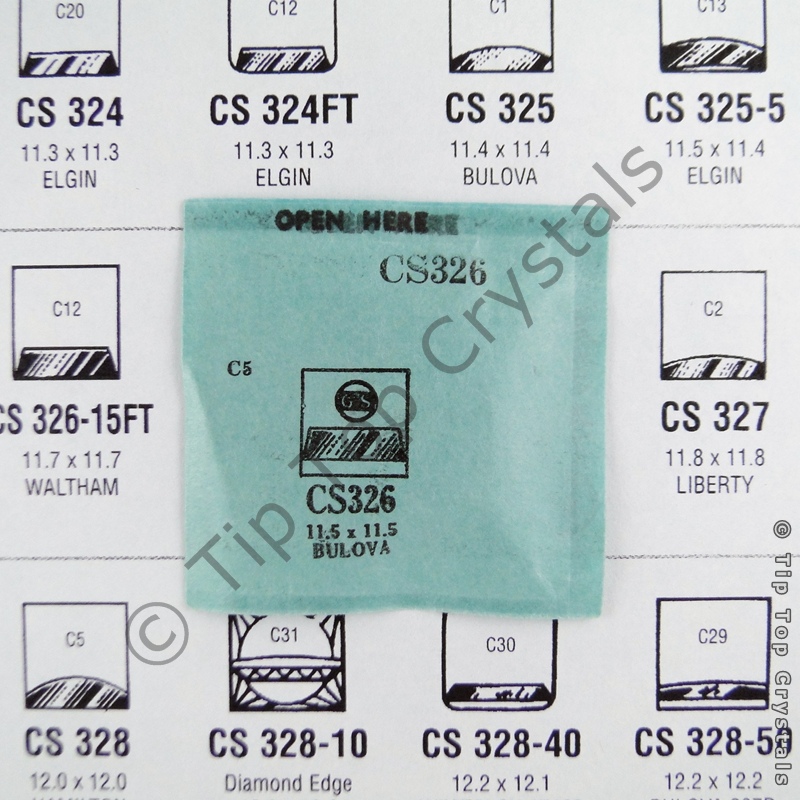 C20
C12
C1
C13
CS 324
CS 324FT
CS 325
CS 325-5
11.3 x 11.3
11.3 x 11.3
11.4 x 11.4
11.5 x 11.4
ELGIN
ELGIN
BULOVA
ELGIN
OPEN HERE
CS326
C12
C2
C5
GS
CS 326-15FT
CS 327
11.7 x 11.7
11.8 x 11.8
WALTHAM
LIBERTY
CS326
11.5 x 11.5
BULOVA
C5
C31
C30
C29
CS 328
CS 328-10
CS 328-40
CS 328-50
12.0 x 12.0
Diamond Edge
12.2 x 12.1
12.2 x 12.2
© Tip Top Crystals
© Tip Top Crystals